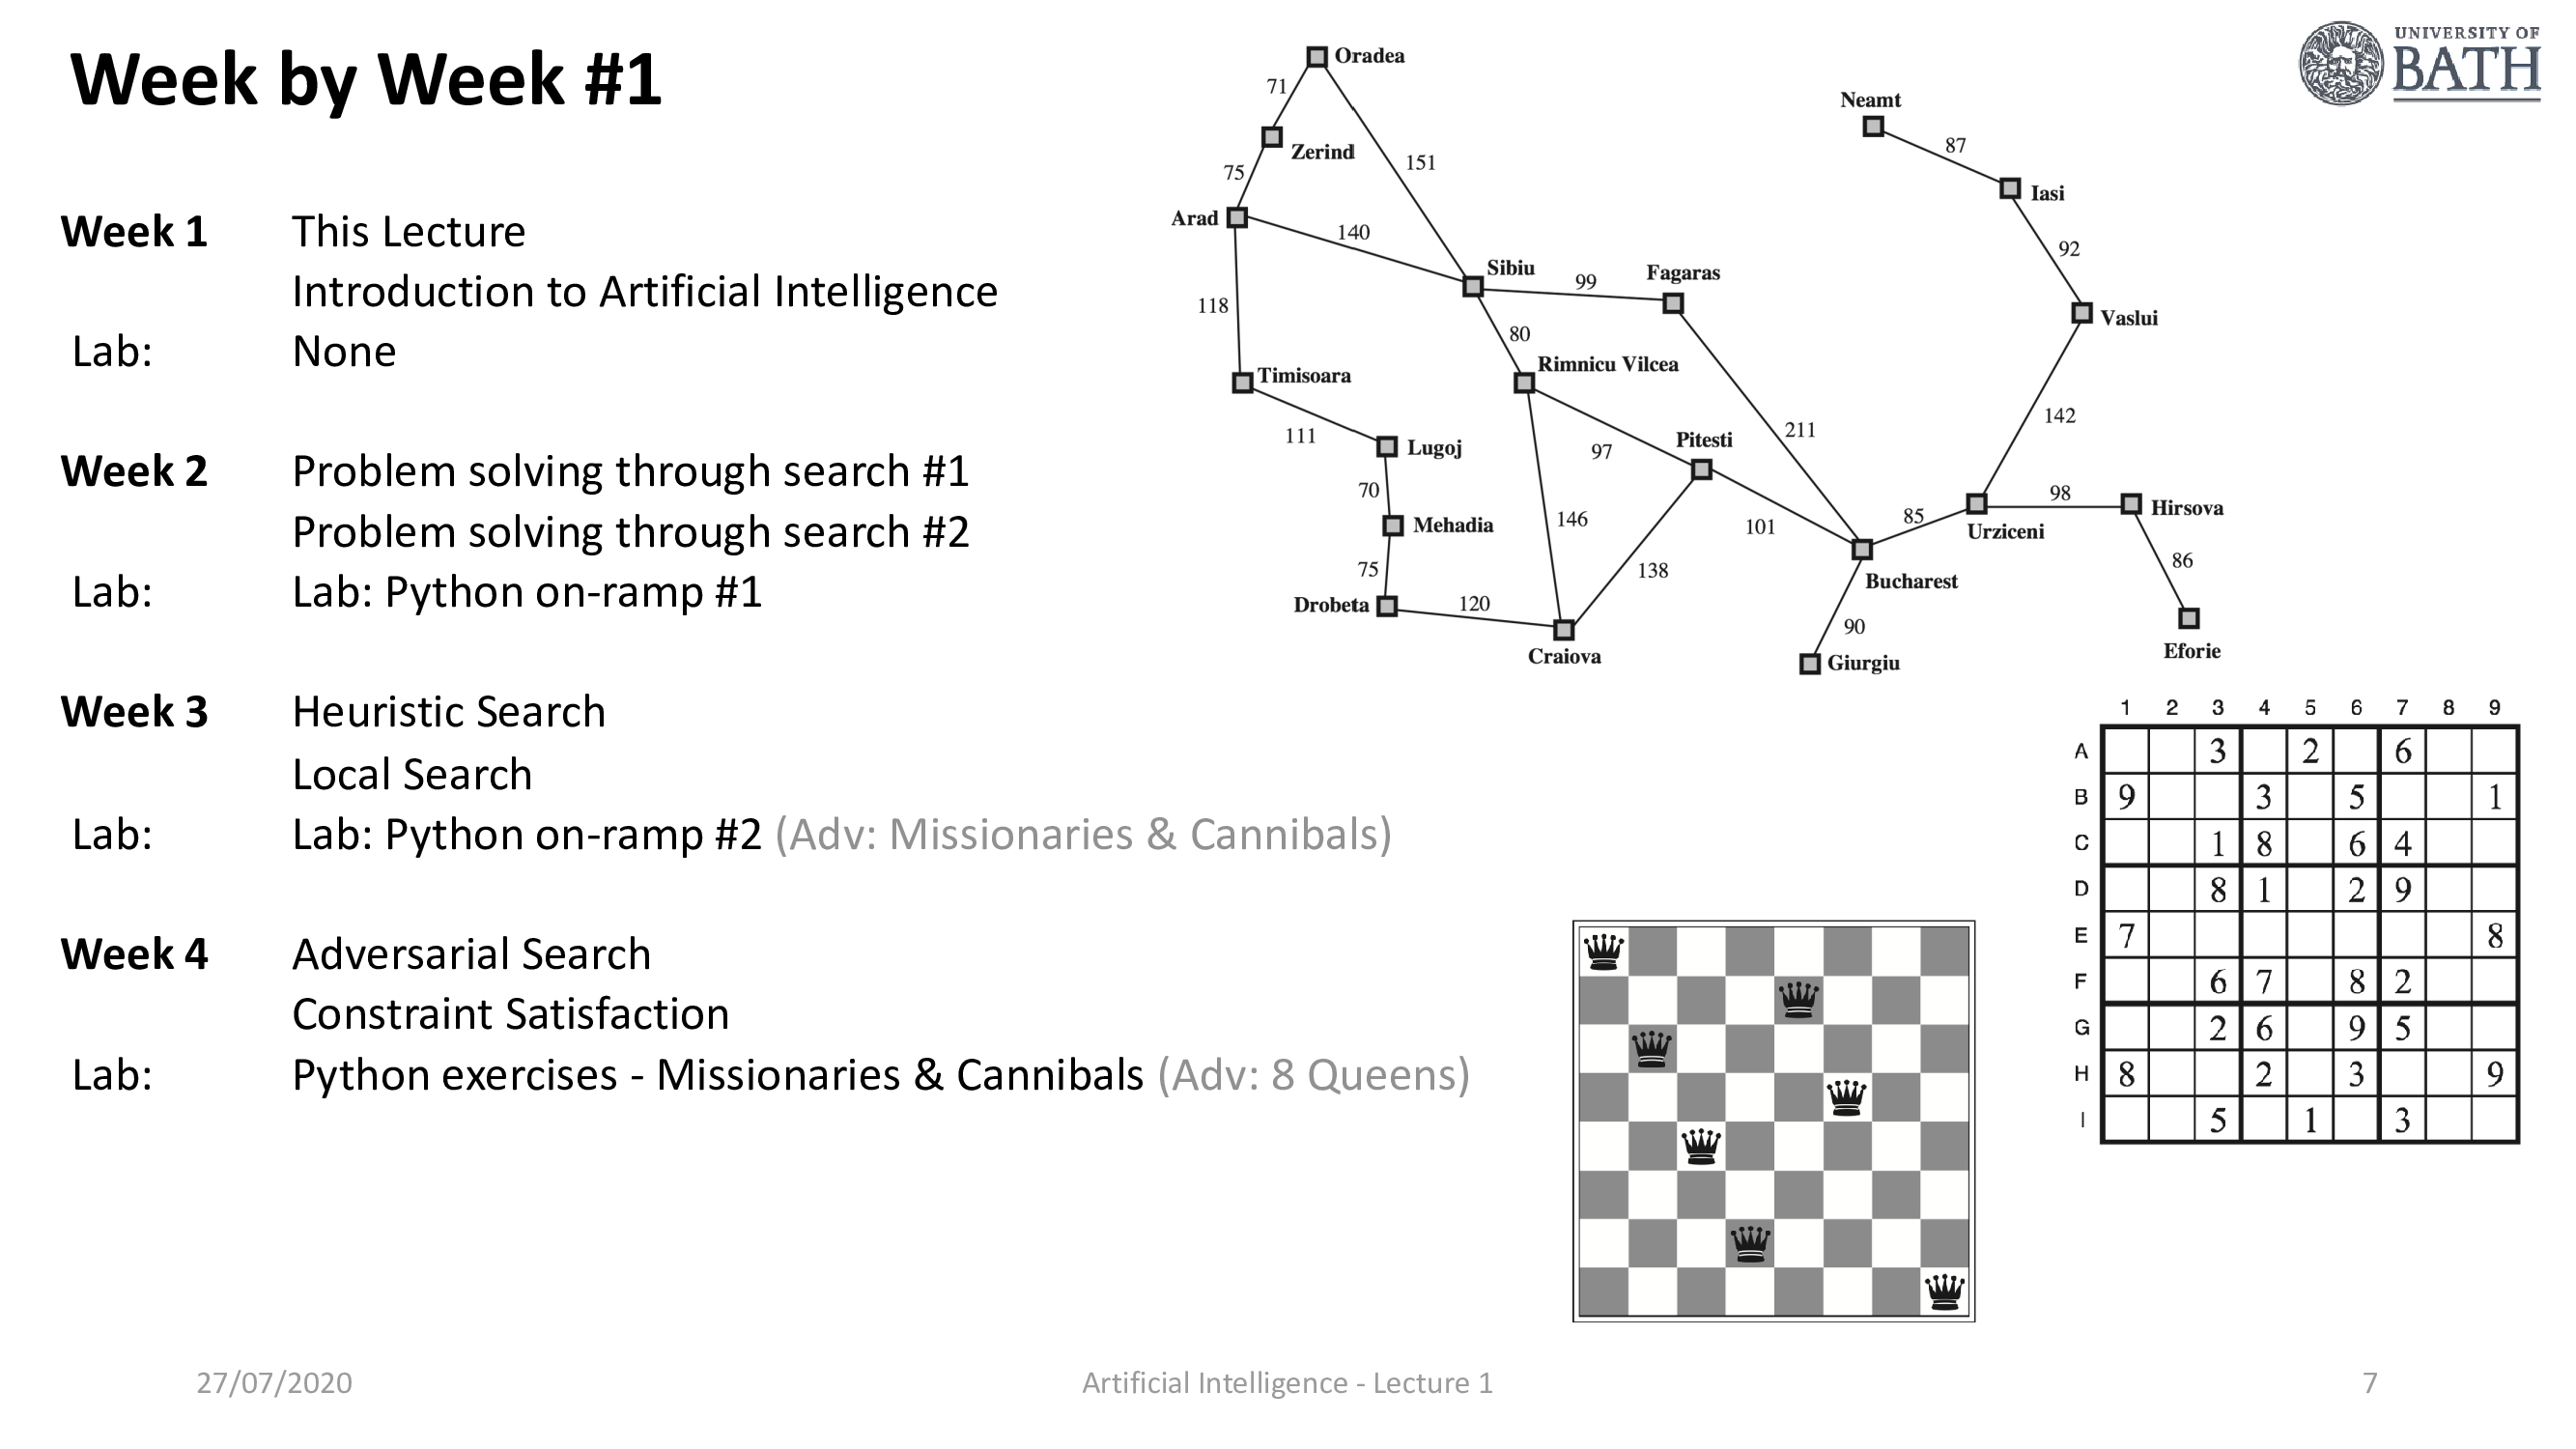 Week by Week #1
UNIVERSITY OF
BATH
Week 1 This Lecture
Introduction to Artificial Intelligence
Lab: None
Week 2 Problem solving through search #1
Problem solving through search #2
Lab: Lab: Python on-ramp #1
Week 3 Heuristic Search
Local Search
Lab: Lab: Python on-ramp #2 (Adv: Missionaries & Cannibals)
Week 4 Adversarial Search
Constraint Satisfaction
Lab: Python exercises - Missionaries & Cannibals (Adv: 8 Queens)
Oradea
71
Neamt
87
Zerind
151
75
Iasi
Arad
140
92
Sibiu
99
Fagaras
118
Vaslui
80
Rimnicu Vilcea
Timisoara
142
111
Lugoj
97
Pitesti
211
70
98
Hirsova
Mehadia
146
101
85
Urziceni
75
138
86
Bucharest
Drobeta
120
90
Craiova
Giurgiu
Eforie
1 2 3 4 5 6 7 8 9
A 3 2 6
B 9 3 5 1
C 1 8 6 4
D 8 1 2 9
E 7 8
F 6 7 8 2
G 2 6 9 5
H 8 2 3 9
I 5 1 3
27/07/2020
Artificial Intelligence - Lecture 1
7